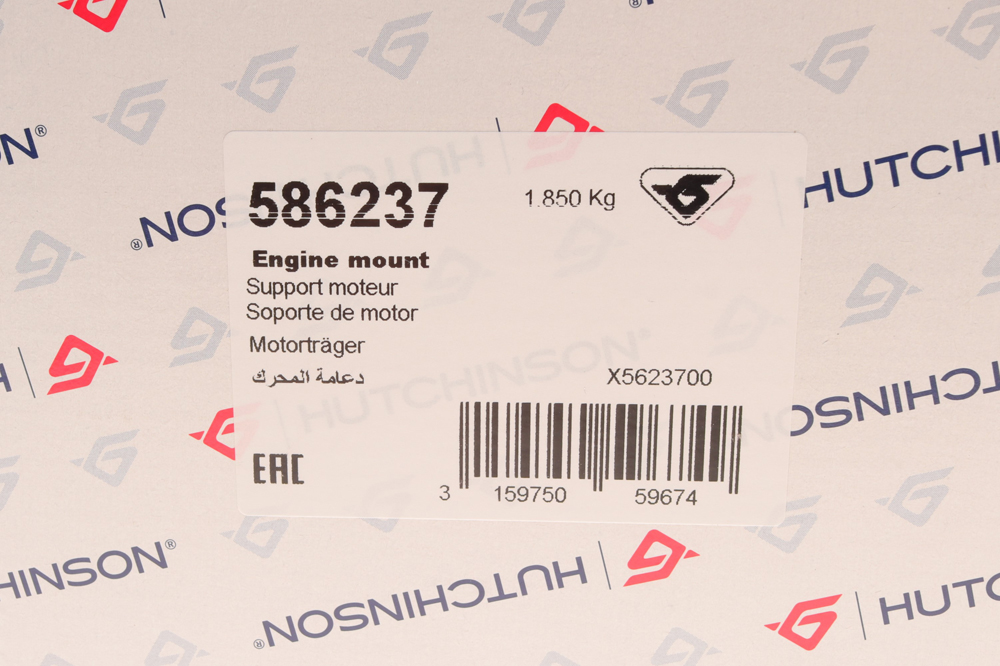 HUTCHINSON
586237
1.850 Kg
Engine mount
Support moteur
Soporte de motor
Motorträger
دعامة المحرك
X5623700
EAC
3 159750 59674
HUTCHINSON®
HUTCHINSON®